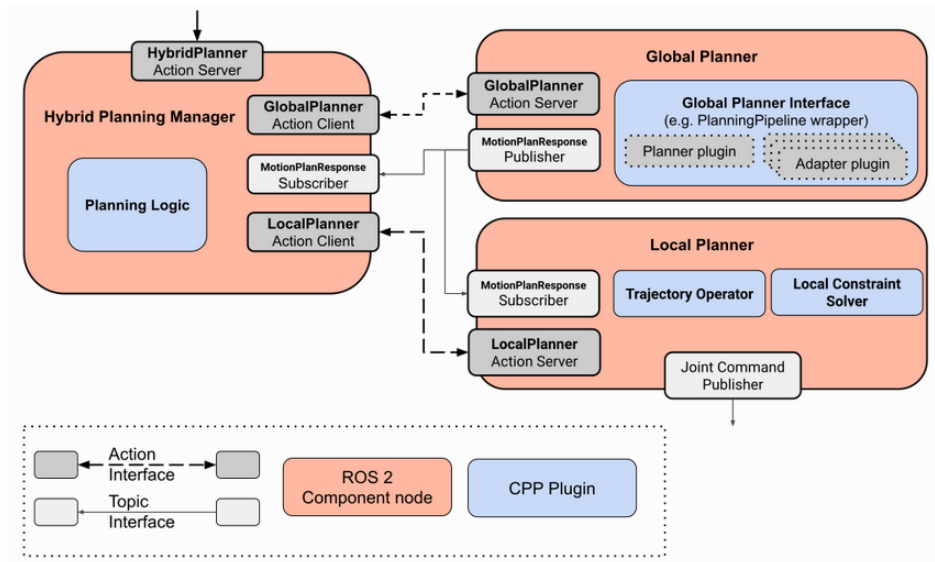 HybridPlanner
Action Server
Hybrid Planning Manager
GlobalPlanner
Action Client
MotionPlanResponse
Subscriber
Planning Logic
LocalPlanner
Action Client
Global Planner
GlobalPlanner
Action Server
Global Planner Interface
(e.g. PlanningPipeline wrapper)
MotionPlanResponse
Publisher
Planner plugin
Adapter plugin
Local Planner
MotionPlanResponse
Subscriber
Trajectory Operator
Local Constraint
Solver
LocalPlanner
Action Server
Joint Command
Publisher
Action
Interface
Topic
Interface
ROS 2
Component node
CPP Plugin